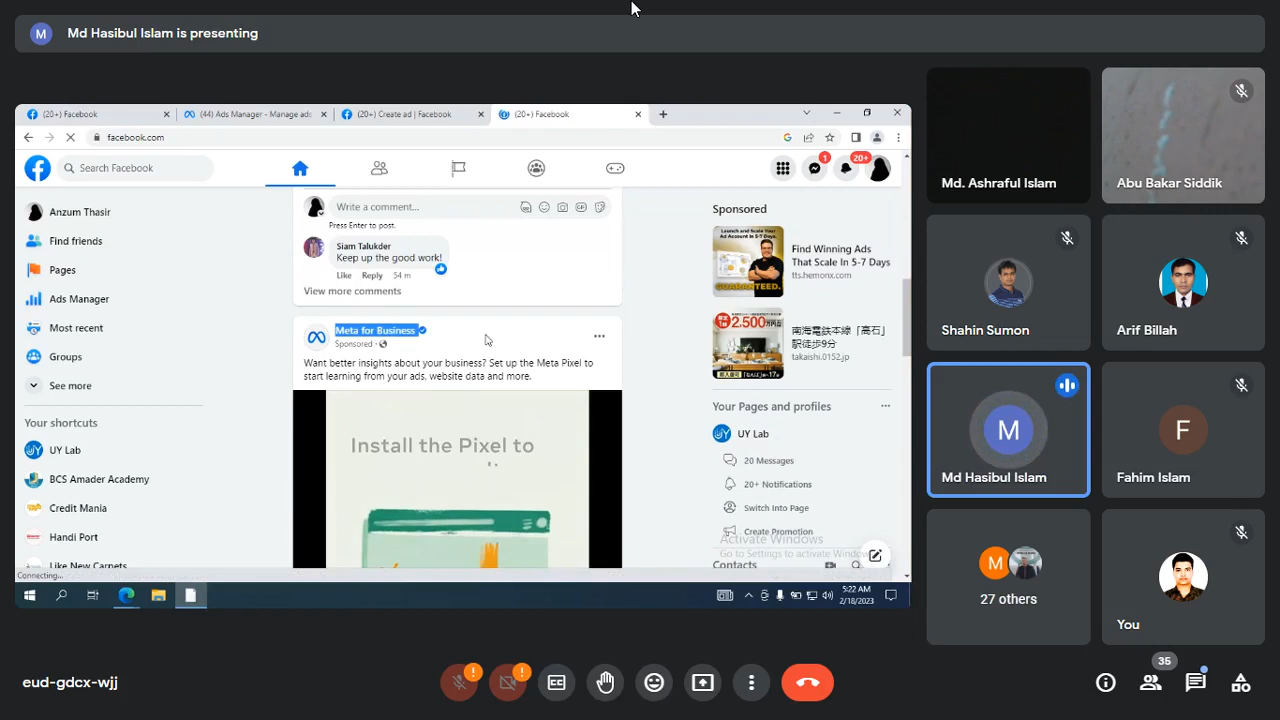 M
Md Hasibul Islam is presenting
(20+) Facebook
(44) Ads Manager - Manage ads
(20+) Create ad | Facebook
(20+) Facebook
facebook.com
Search Facebook
1
20+
Anzum Thasir
Find friends
Pages
Ads Manager
Most recent
Groups
See more
Your shortcuts
UY Lab
BCS Amader Academy
Credit Mania
Handi Port
Like New Carpets
Connecting...
Write a comment...
Press Enter to post.
Siam Talukder
Keep up the good work!
Like Reply 54 m
View more comments
Meta for Business
Sponsored ·
Want better insights about your business? Set up the Meta Pixel to
start learning from your ads, website data and more.
Install the Pixel to
Sponsored
GUARANTEED.
Find Winning Ads
That Scale In 5-7 Days
tts.hemonx.com
2,500万円
南海電鉄本線「高石」
駅徒歩9分
takaishi.0152.jp
Your Pages and profiles
UY Lab
20 Messages
20+ Notifications
Switch Into Page
Create Promotion
Activate Windows
Go to Settings to activate Windows
Contacts
5:22 AM
2/18/2023
Md. Ashraful Islam
Abu Bakar Siddik
Shahin Sumon
Arif Billah
M
Md Hasibul Islam
F
Fahim Islam
M
27 others
You
eud-gdcx-wjj
35